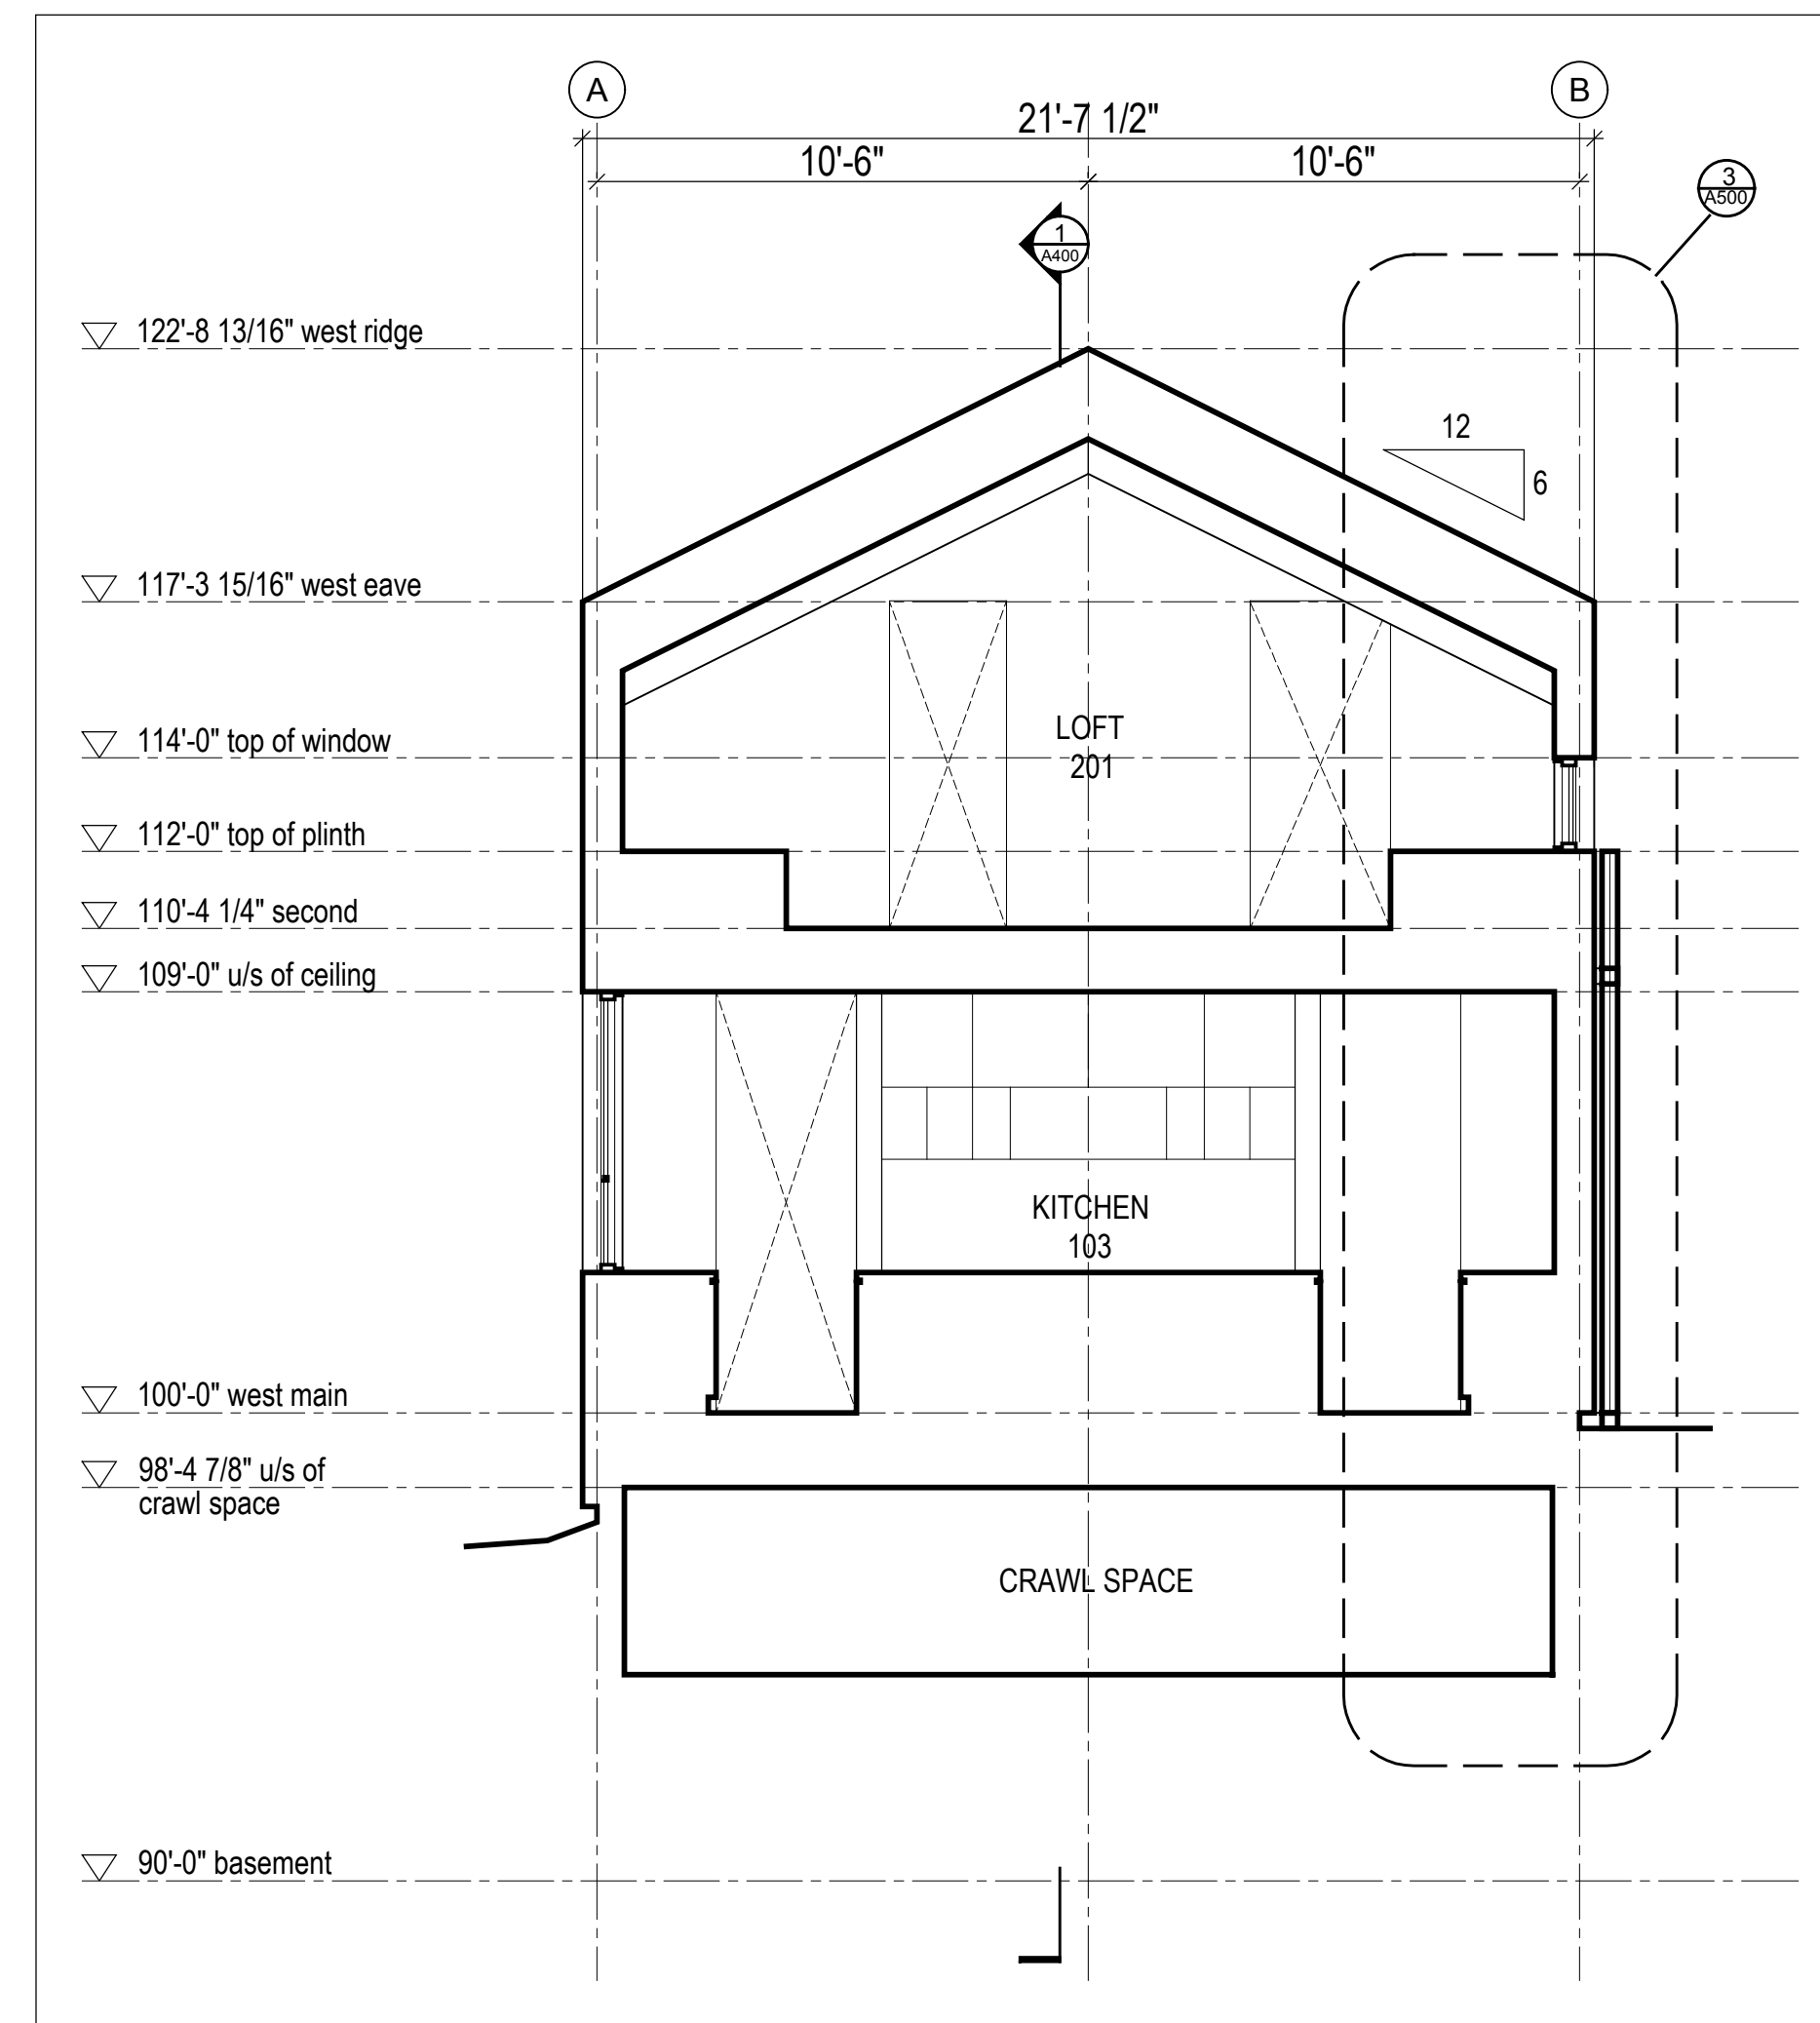 A
B
21'-7 1/2"
10'-6"
10'-6"
3
A500
1
A400
122'-8 13/16" west ridge
12
6
117'-3 15/16" west eave
114'-0" top of window
LOFT
201
112'-0" top of plinth
110'-4 1/4" second
109'-0" u/s of ceiling
KITCHEN
103
100'-0" west main
98'-4 7/8" u/s of
crawl space
CRAWL SPACE
90'-0" basement